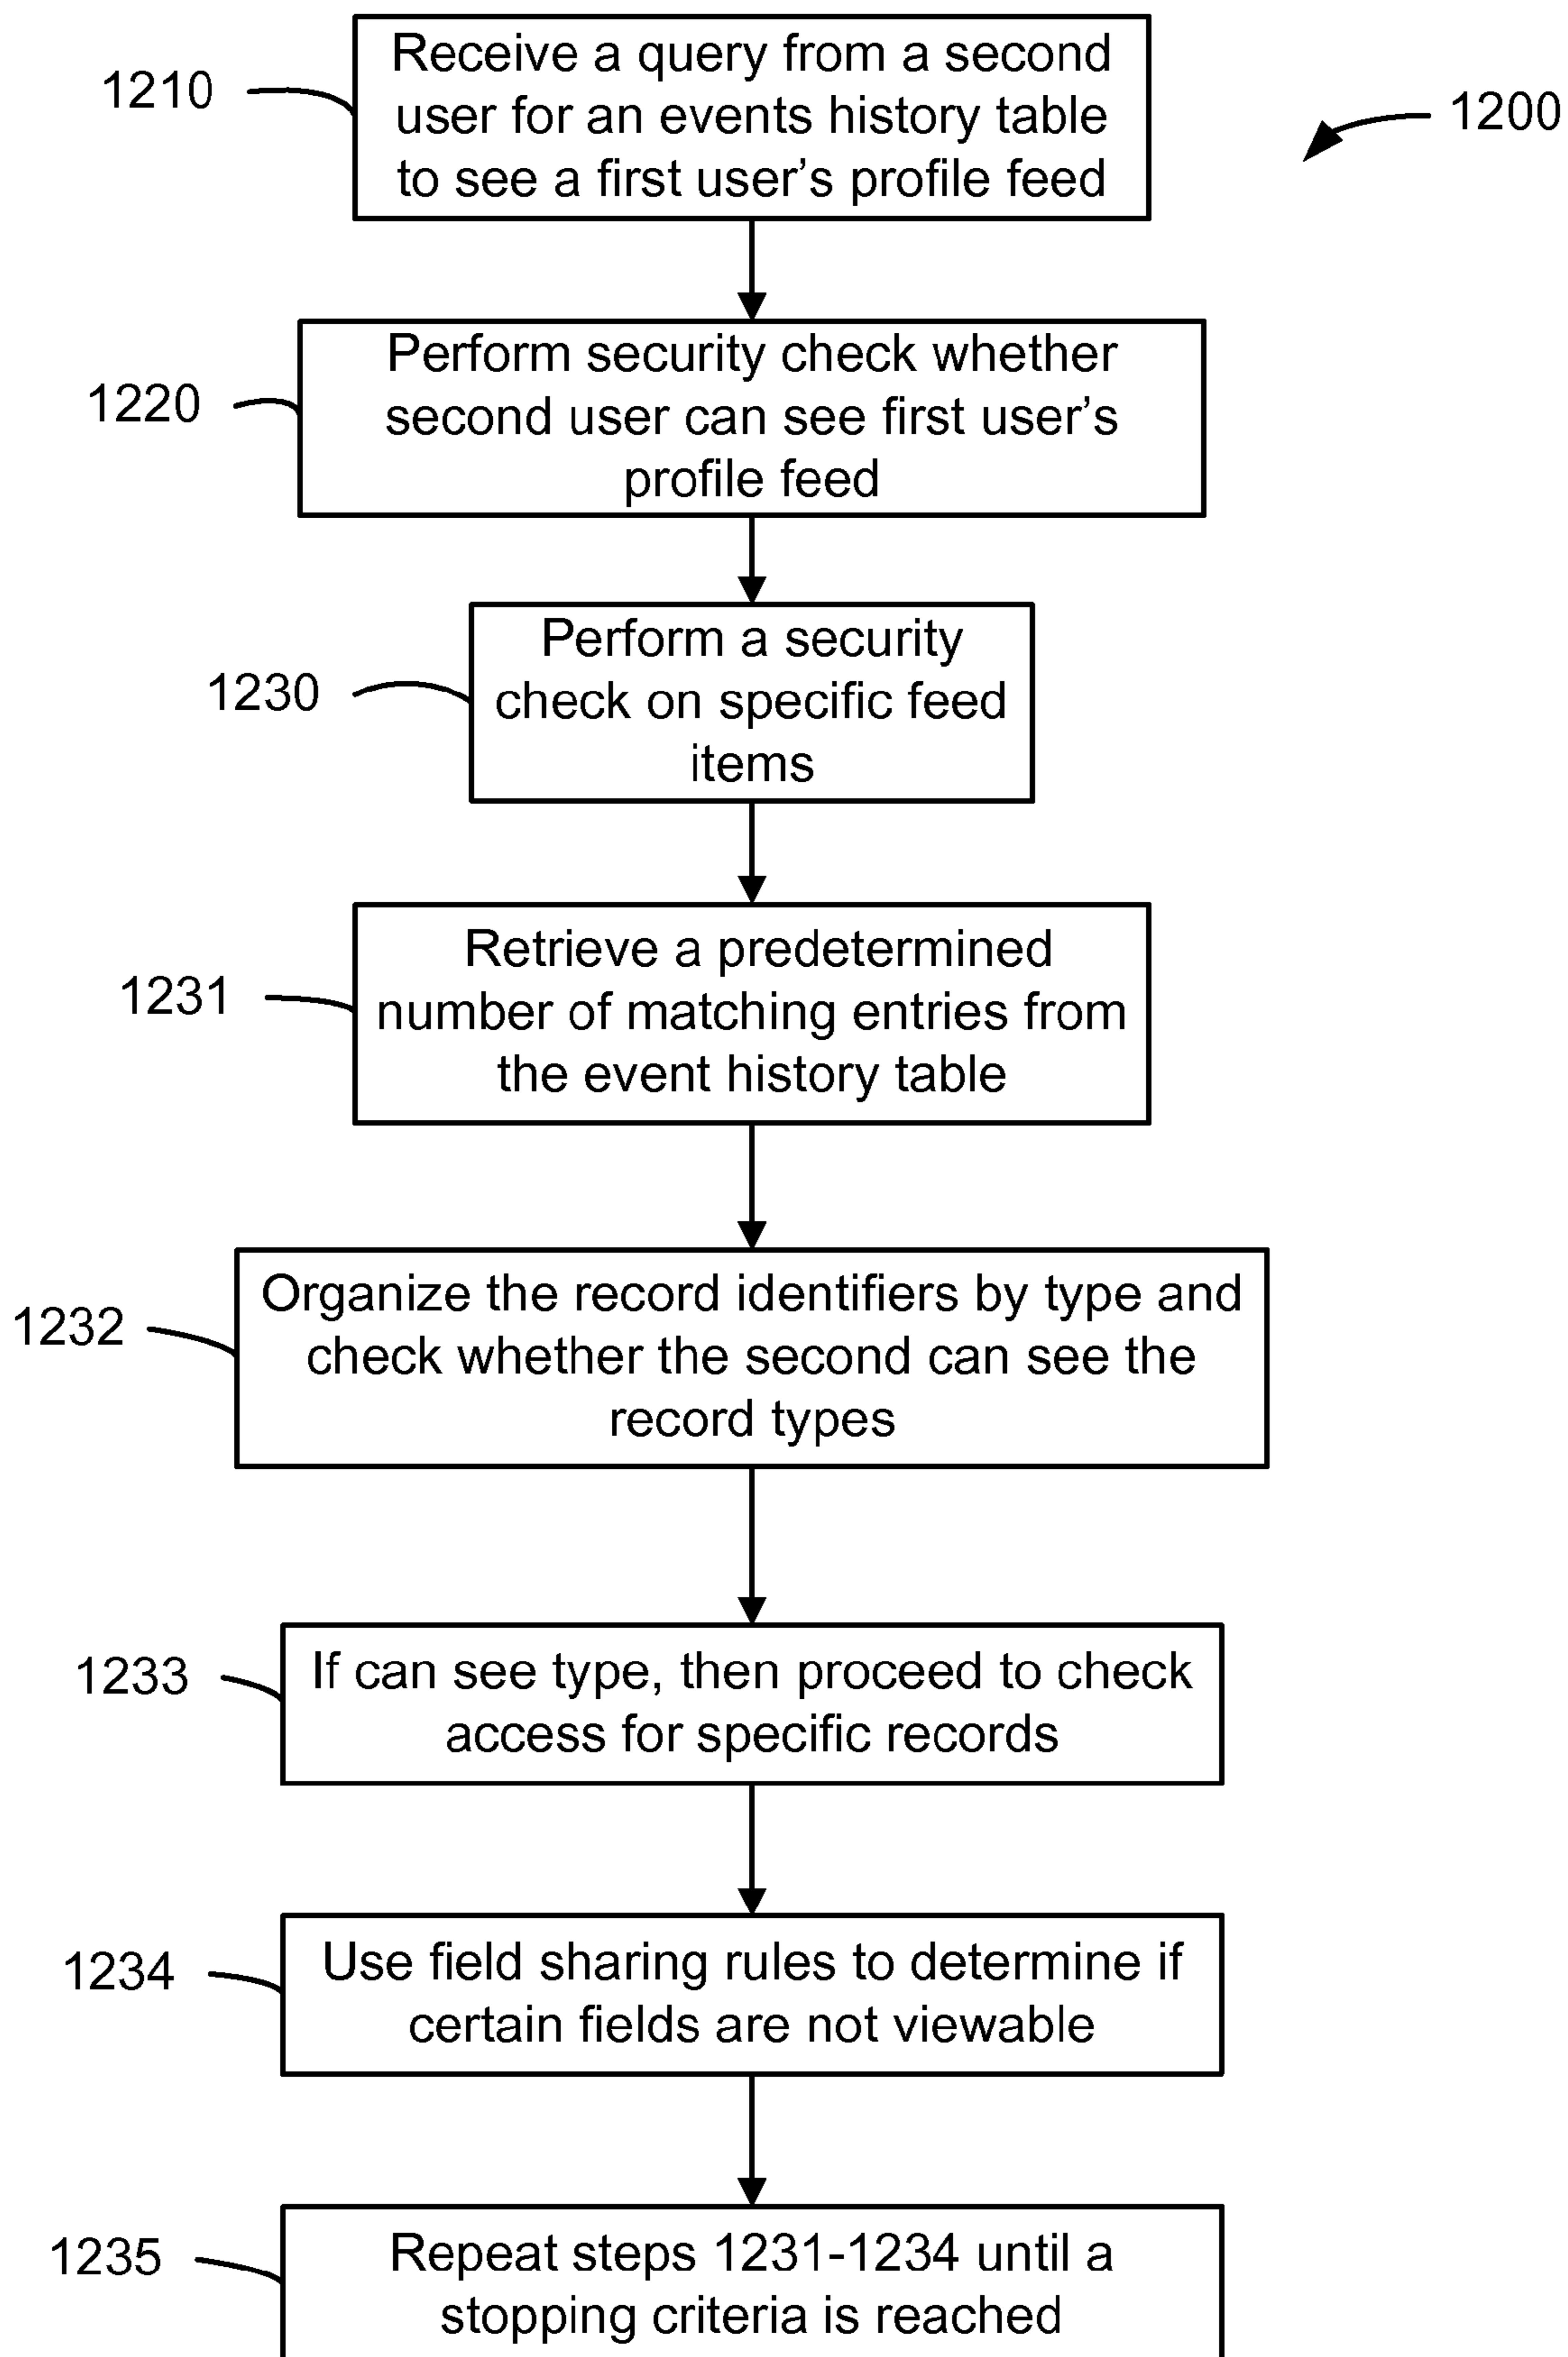 1200
1210
Receive a query from a second
user for an events history table
to see a first user's profile feed
1220
Perform security check whether
second user can see first user's
profile feed
1230
Perform a security
check on specific feed
items
1231
Retrieve a predetermined
number of matching entries from
the event history table
1232
Organize the record identifiers by type and
check whether the second can see the
record types
1233
If can see type, then proceed to check
access for specific records
1234
Use field sharing rules to determine if
certain fields are not viewable
1235
Repeat steps 1231-1234 until a
stopping criteria is reached